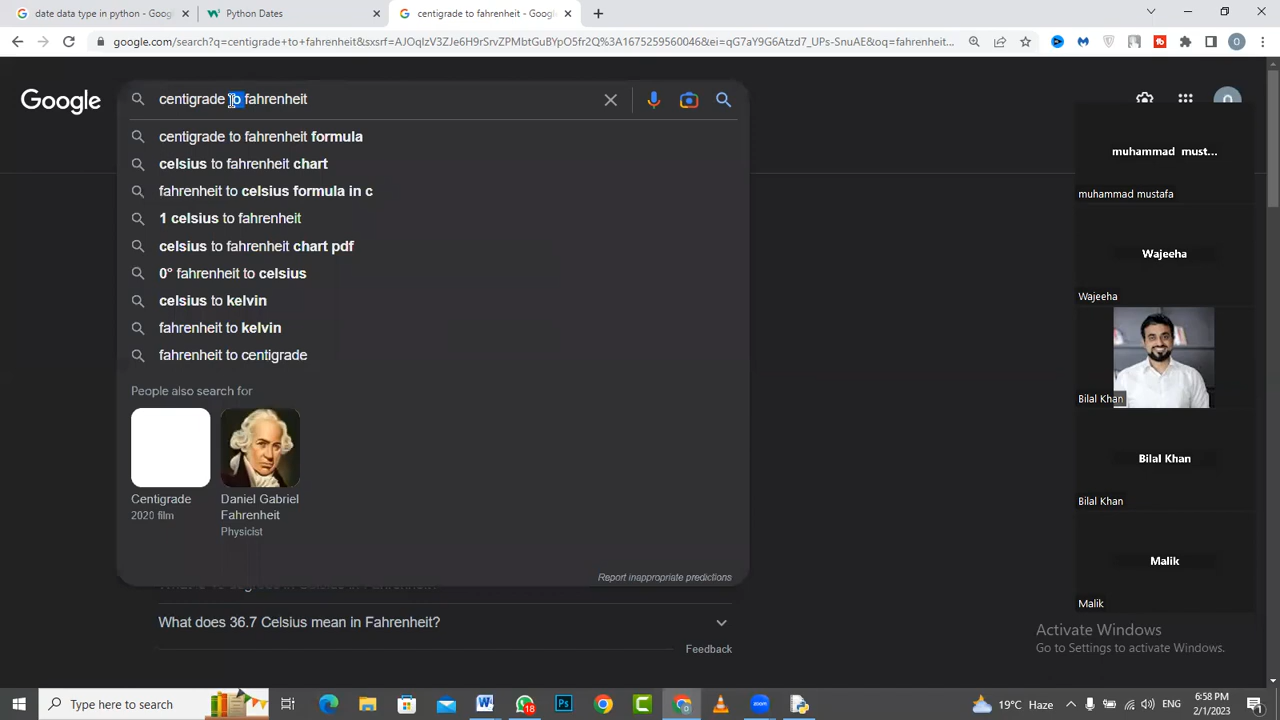 date data type in python - Google
Python Dates
centigrade to fahrenheit - Google
google.com/search?q=centigrade+to+fahrenheit&sxsrf=AJOqlzV3ZJe6H9rSrvZPMbtGuBYpO5fr2Q%3A1675259560046&ei=qG7aY9G6Atzd7_UPs-SnuAE&oq=fahrenheit...
Google
centigrade to fahrenheit
centigrade to fahrenheit formula
celsius to fahrenheit chart
fahrenheit to celsius formula in c
1 celsius to fahrenheit
celsius to fahrenheit chart pdf
0° fahrenheit to celsius
celsius to kelvin
fahrenheit to kelvin
fahrenheit to centigrade
People also search for
Centigrade
2020 film
Daniel Gabriel
Fahrenheit
Physicist
Report inappropriate predictions
What does 36.7 Celsius mean in Fahrenheit?
Feedback
muhammad must...
muhammad mustafa
Wajeeha
Wajeeha
Bilal Khan
Bilal Khan
Bilal Khan
Malik
Malik
Activate Windows
Go to Settings to activate Windows.
Type here to search
18
19°C Haze
ENG
6:58 PM
2/1/2023
1